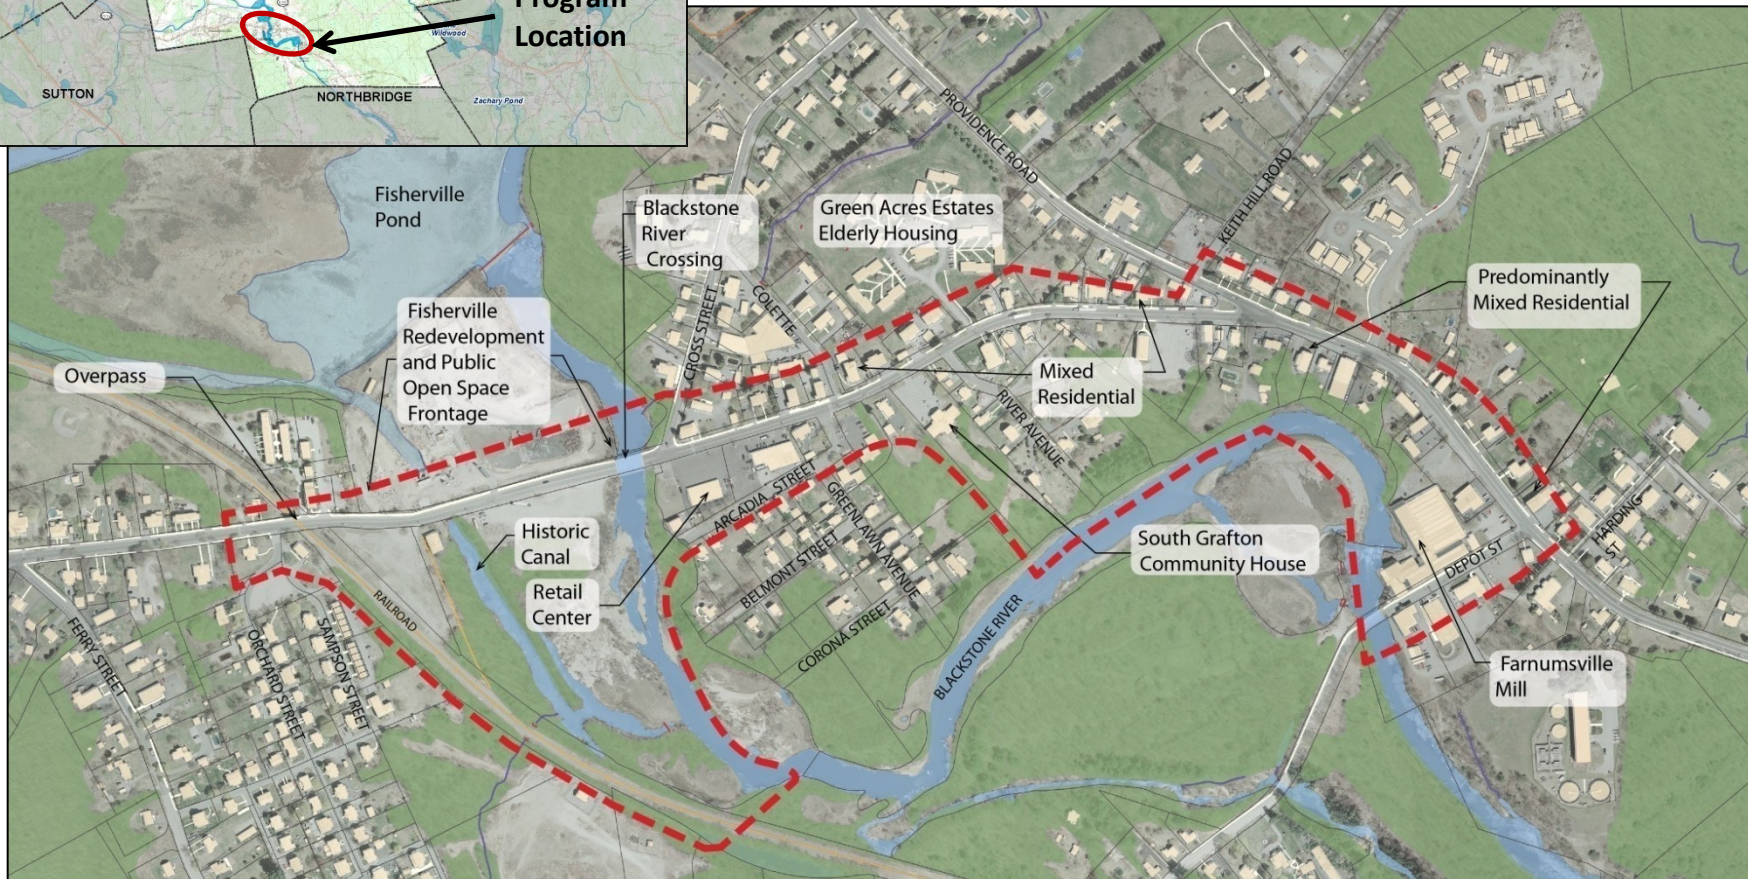 Program
Location
Wildwood
SUTTON
NORTHBRIDGE
Zachary Pond
PROVIDENCE ROAD
KEITH HILL ROAD
Fisherville
Pond
Blackstone
River
Crossing
Green Acres Estates
Elderly Housing
Predominantly
Mixed Residential
COLETTE
CROSS STREET
Fisherville
Redevelopment
and Public
Open Space
Frontage
Overpass
Mixed
Residential
RIVER AVENUE
ARCADIA STREET
GREENLAWN AVENUE
BELMONT STREET
CORONA STREET
Historic
Canal
Retail
Center
South Grafton
Community House
HARDING
ST
DEPOT ST
RAILROAD
FERRY STREET
ORCHARD STREET
SAMPSON STREET
BLACKSTONE RIVER
Farnumsville
Mill